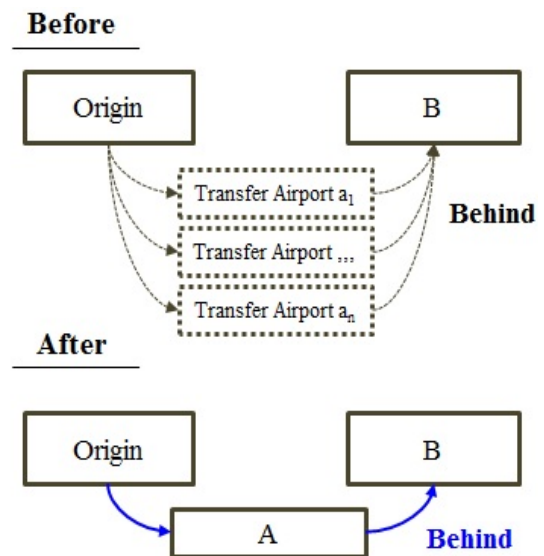 Before
Origin
B
Transfer Airport a1
Behind
Transfer Airport ,,,
Transfer Airport an
After
Origin
B
A
Behind